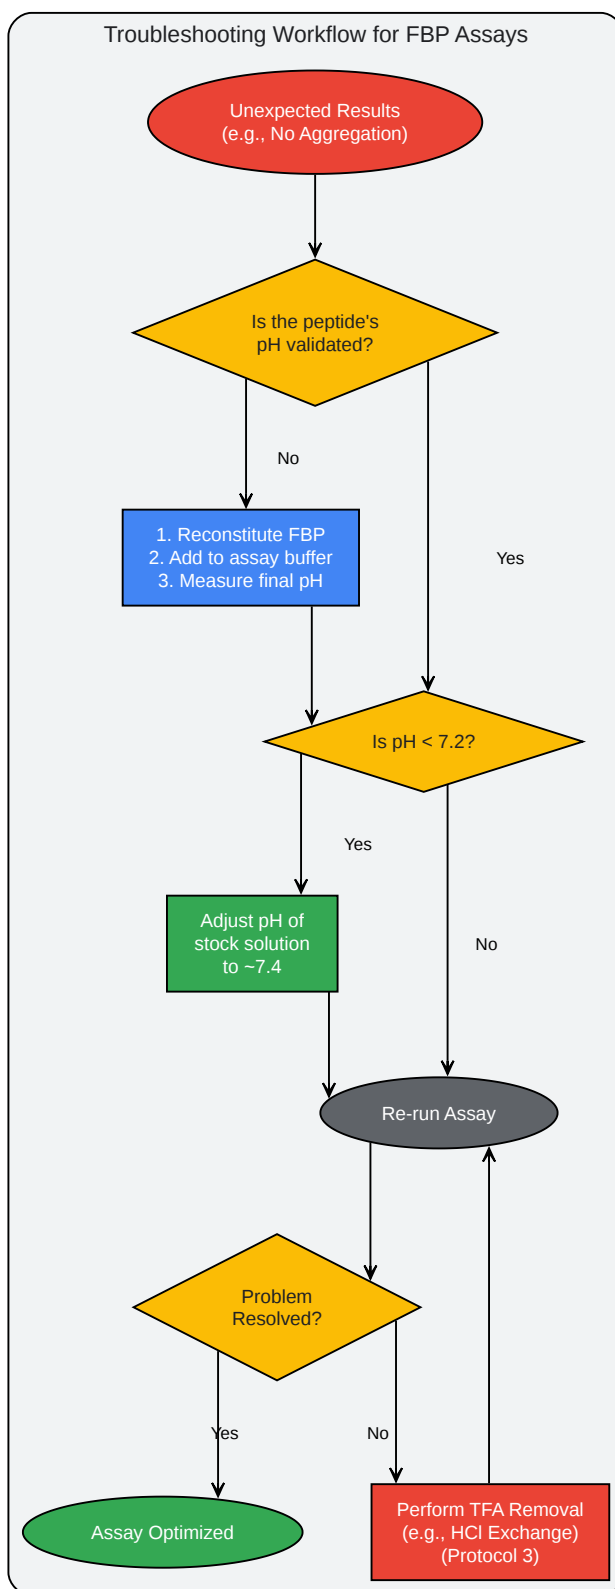 Troubleshooting Workflow for FBP Assays
Unexpected Results
(e.g., No Aggregation)
Is the peptide's
pH validated?
No
Yes
1. Reconstitute FBP
2. Add to assay buffer
3. Measure final pH
Is pH < 7.2?
Yes
No
Adjust pH of
stock solution
to ~7.4
Re-run Assay
Problem
Resolved?
Yes
No
Assay Optimized
Perform TFA Removal
(e.g., HCl Exchange)
(Protocol 3)